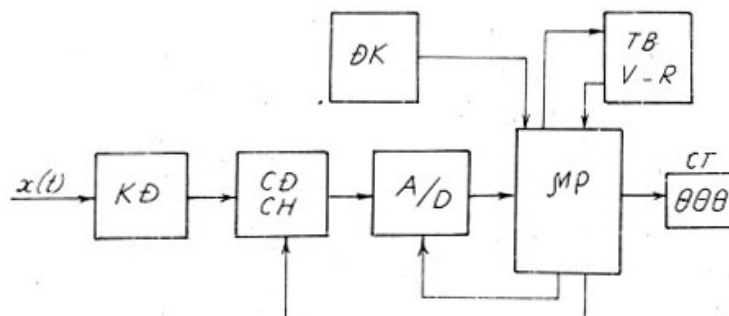 ĐK
TB
V-R
x(t)
KĐ
CĐ
CH
A/D
μP
CT
θθθ